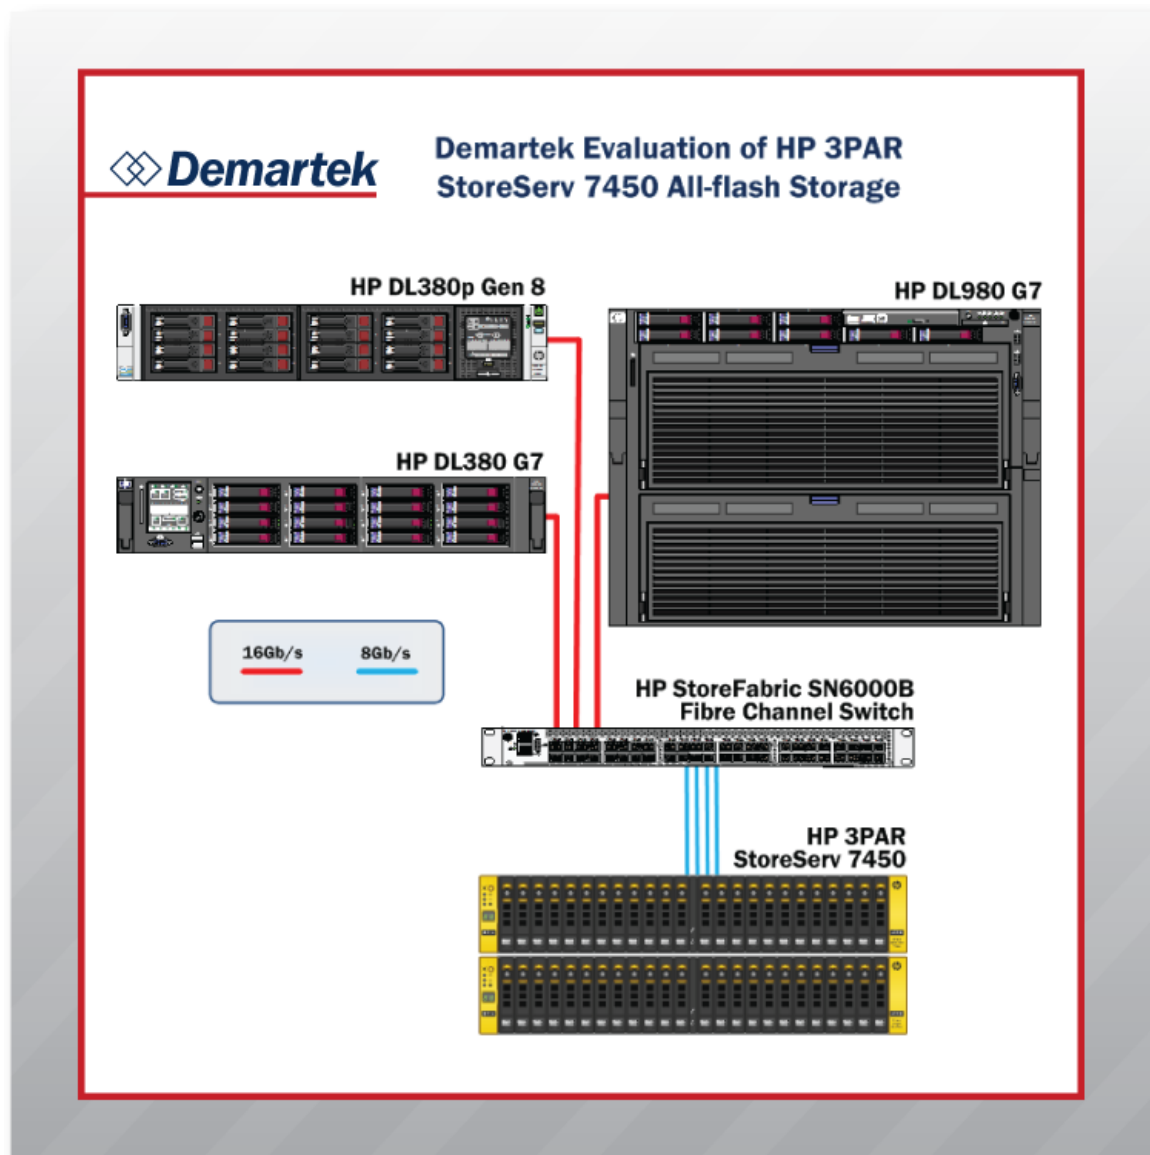 Demartek
Demartek Evaluation of HP 3PAR
StoreServ 7450 All-flash Storage
HP DL380p Gen 8
HP DL980 G7
HP DL380 G7
16Gb/s
8Gb/s
HP StoreFabric SN6000B
Fibre Channel Switch
HP 3PAR
StoreServ 7450